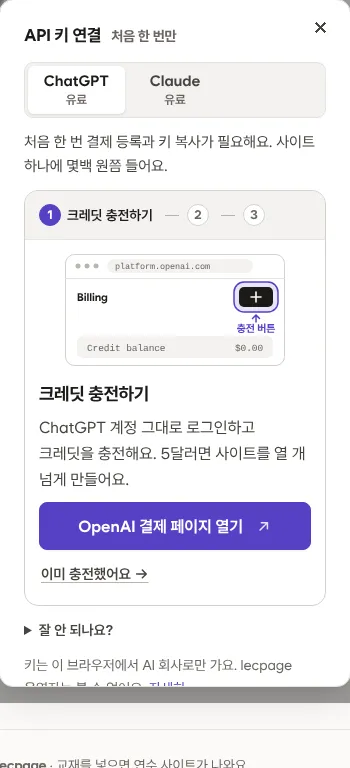 API 키 연결 처음 한 번만
ChatGPT
유료
Claude
유료
처음 한 번 결제 등록과 키 복사가 필요해요. 사이트
하나에 몇백 원쯤 들어요.
1 크레딧 충전하기 2 3
platform.openai.com
Billing
충전 버튼
Credit balance $0.00
크레딧 충전하기
ChatGPT 계정 그대로 로그인하고
크레딧을 충전해요. 5달러면 사이트를 열 개
넘게 만들어요.
OpenAI 결제 페이지 열기 ↗
이미 충전했어요 →
▶ 잘 안 되나요?
키는 이 브라우저에서 AI 회사로만 가요. lecpage
lecpage · 교재를 넣으면 연수 사이트가 나와요